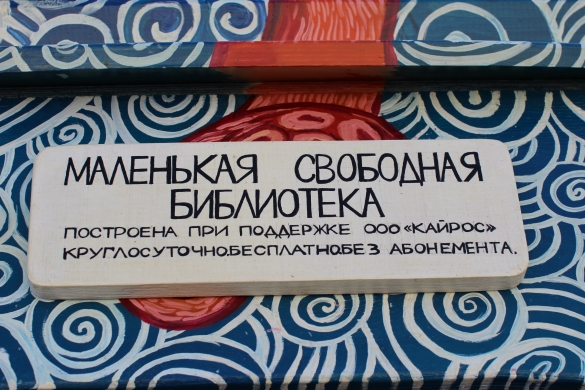 МАЛЕНЬКАЯ СВОБОДНАЯ
БИБЛИОТЕКА
ПОСТРОЕНА ПРИ ПОДДЕРЖКЕ ООО «КАЙРОС»
КРУГЛОСУТОЧНО.БЕСПЛАТНО.БЕЗ АБОНЕМЕНТА.